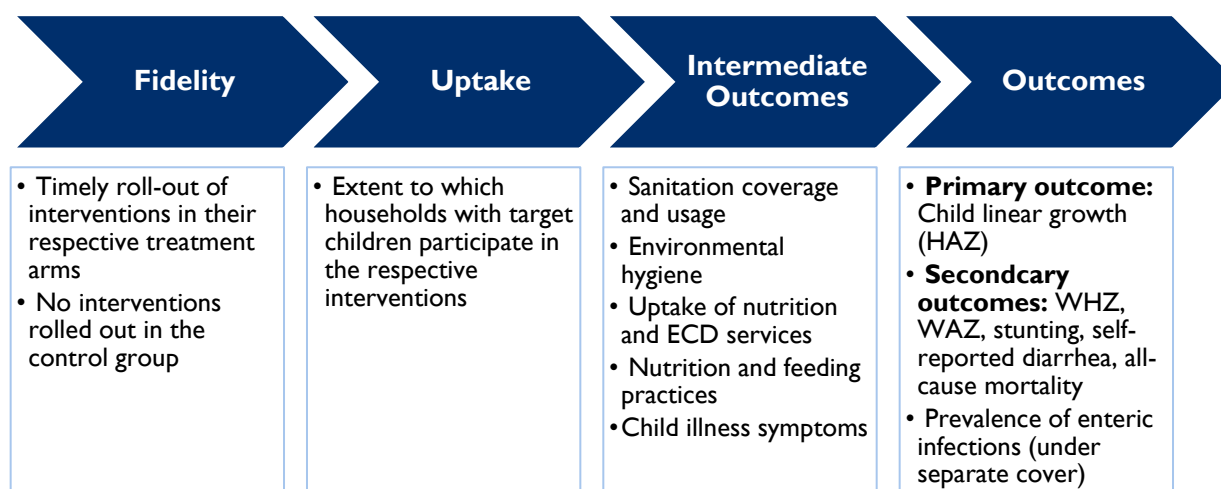 Fidelity
Uptake
Intermediate
Outcomes
Outcomes
• Timely roll-out of
interventions in their
respective treatment
arms
• No interventions
rolled out in the
control group
• Extent to which
households with target
children participate in
the respective
interventions
• Sanitation coverage
and usage
• Environmental
hygiene
• Uptake of nutrition
and ECD services
• Nutrition and feeding
practices
•Child illness symptoms
• Primary outcome:
Child linear growth
(HAZ)
• Secondcary
outcomes: WHZ,
WAZ, stunting, self-
reported diarrhea, all-
cause mortality
• Prevalence of enteric
infections (under
separate cover)